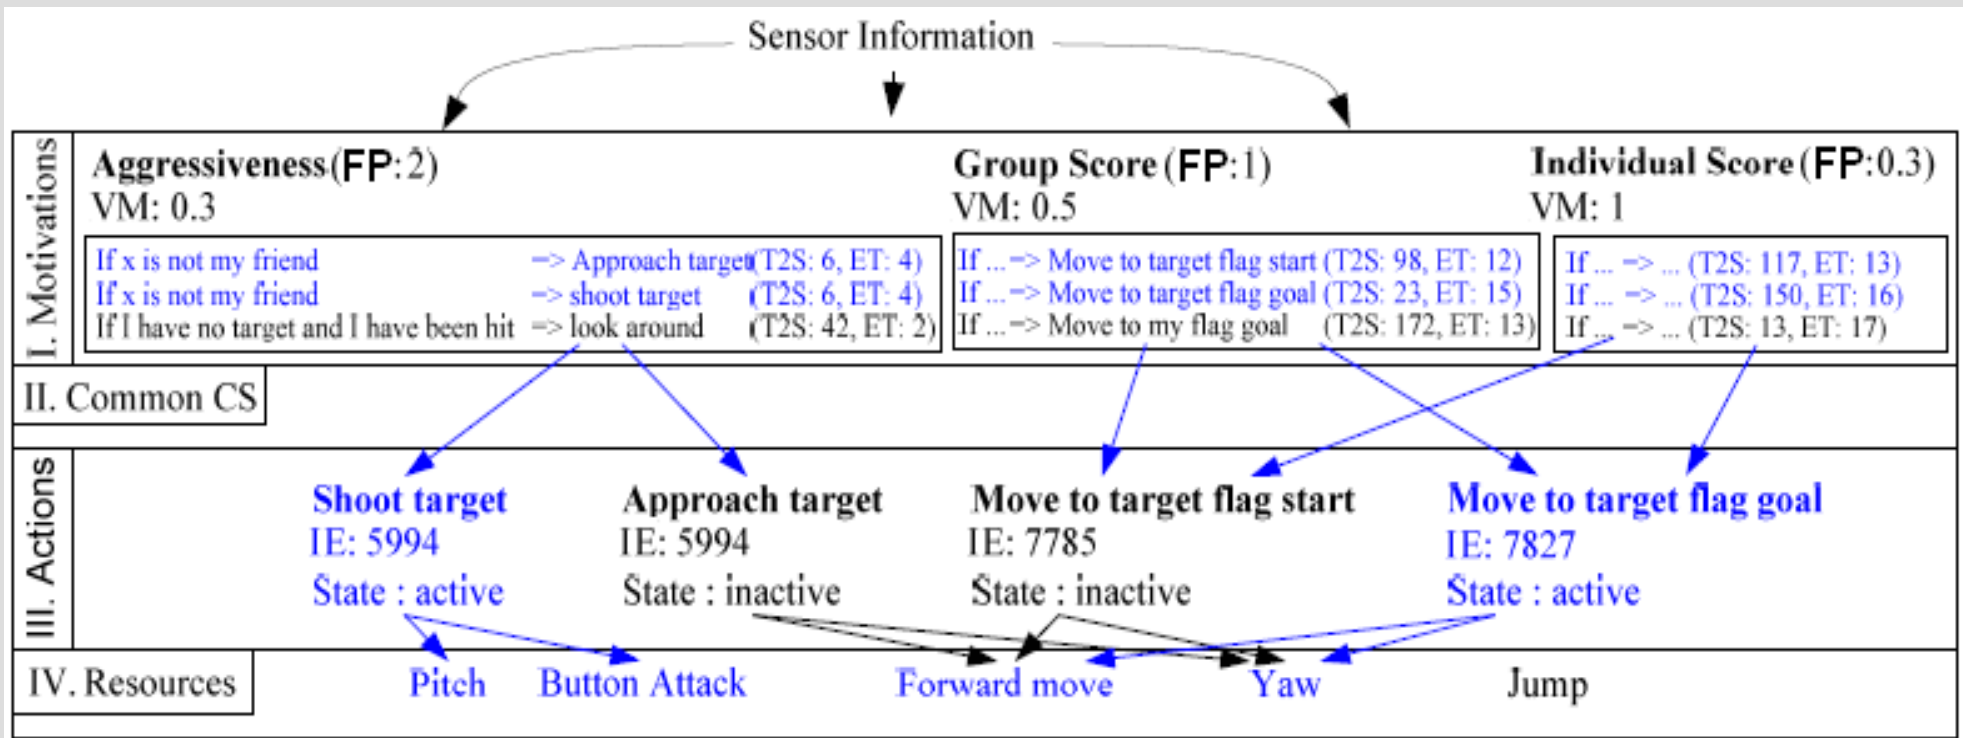 Sensor Information
I. Motivations
Aggressiveness (FP:2)
VM: 0.3
If x is not my friend => Approach target (T2S: 6, ET: 4)
If x is not my friend => shoot target (T2S: 6, ET: 4)
If I have no target and I have been hit => look around (T2S: 42, ET: 2)
Group Score (FP:1)
VM: 0.5
If ... => Move to target flag start (T2S: 98, ET: 12)
If ... => Move to target flag goal (T2S: 23, ET: 15)
If ... => Move to my flag goal (T2S: 172, ET: 13)
Individual Score (FP:0.3)
VM: 1
If ... => ... (T2S: 117, ET: 13)
If ... => ... (T2S: 150, ET: 16)
If ... => ... (T2S: 13, ET: 17)
II. Common CS
III. Actions
Shoot target
IE: 5994
State : active
Approach target
IE: 5994
State : inactive
Move to target flag start
IE: 7785
State : inactive
Move to target flag goal
IE: 7827
State : active
IV. Resources
Pitch
Button Attack
Forward move
Yaw
Jump